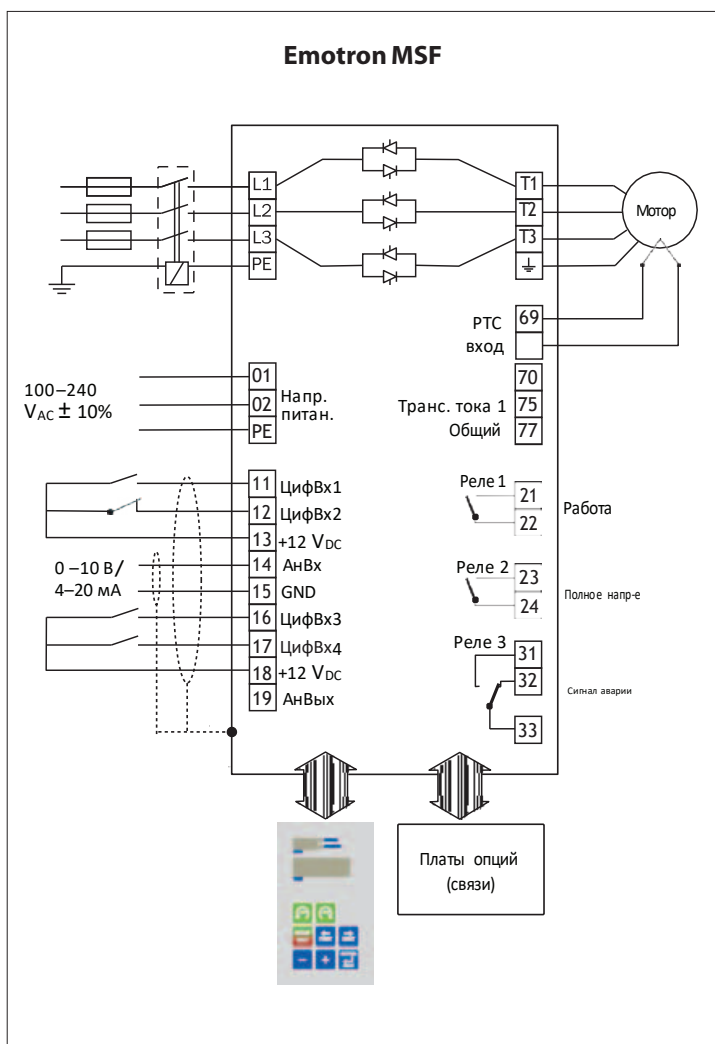 Emotron MSF
L1
L2
L3
PE
T1
T2
T3
Мотор
PTC
вход
69
70
Транс. тока 1
75
Общий
77
100–240
VAC ± 10%
01
02
PE
Напр.
питан.
11 ЦифВх1
12 ЦифВх2
13 +12 VDC
0 –10 В/
4–20 мА
14 АнВх
15 GND
16 ЦифВх3
17 ЦифВх4
18 +12 VDC
19 АнВых
Реле 1
21
22
Работа
Реле 2
23
24
Полное напр-е
Реле 3
31
32
33
Сигнал аварии
Платы опций
(связи)